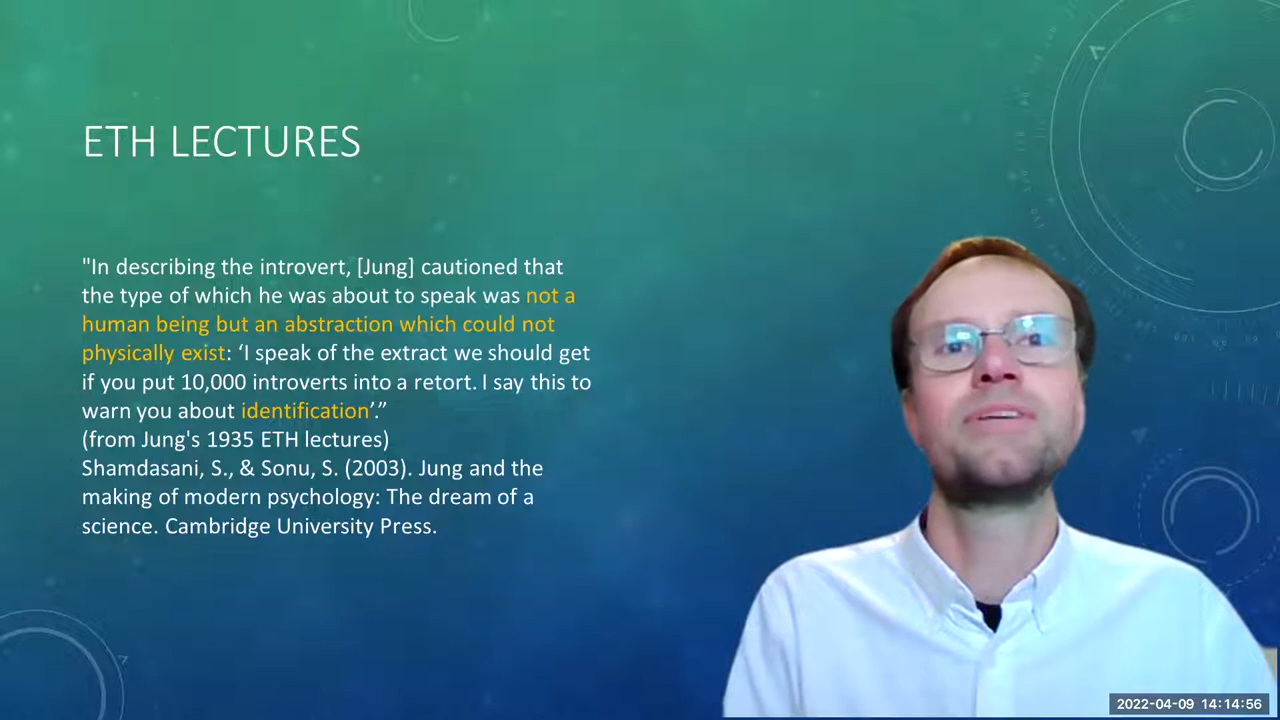 ETH LECTURES
"In describing the introvert, [Jung] cautioned that
the type of which he was about to speak was not a
human being but an abstraction which could not
physically exist: ‘I speak of the extract we should get
if you put 10,000 introverts into a retort. I say this to
warn you about identification’.”
(from Jung's 1935 ETH lectures)
Shamdasani, S., & Sonu, S. (2003). Jung and the
making of modern psychology: The dream of a
science. Cambridge University Press.
2022-04-09 14:14:56